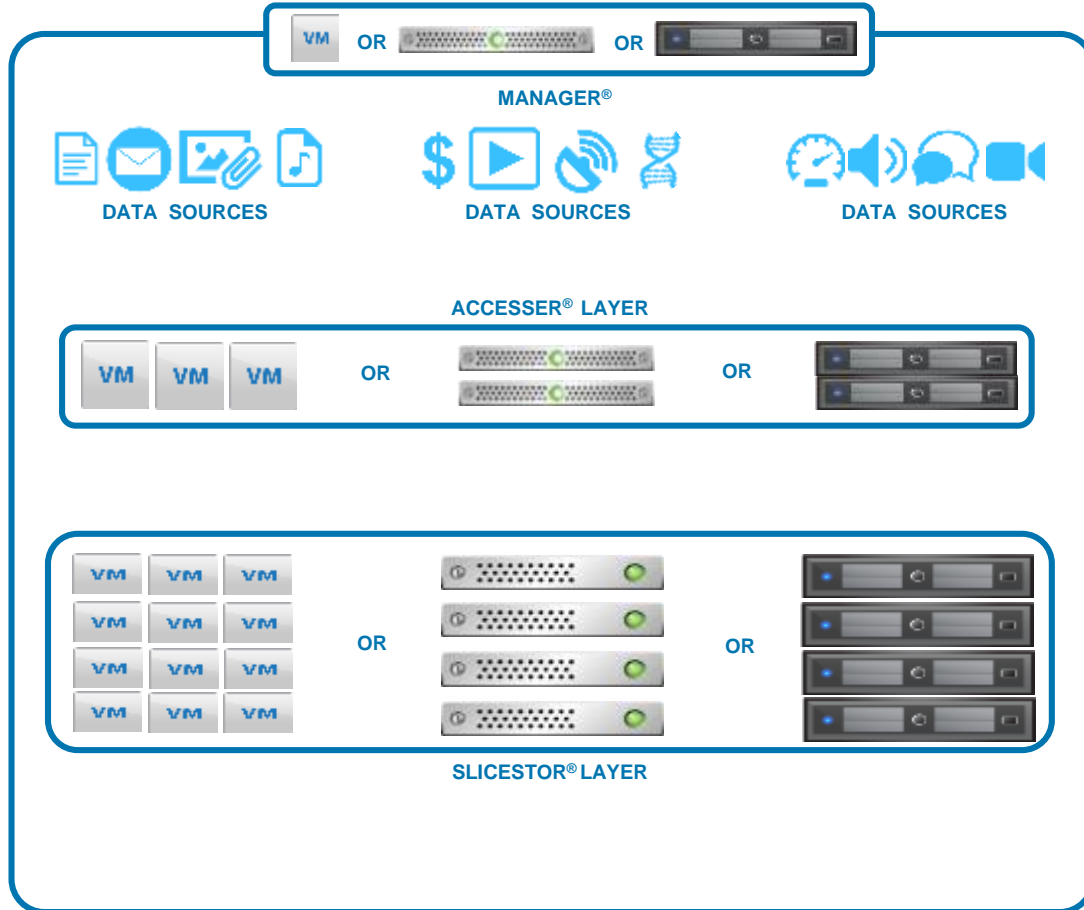 VM OR OR
MANAGER®
$
DATA SOURCES DATA SOURCES DATA SOURCES
ACCESSER® LAYER
VM VM VM OR OR
VM VM VM
VM VM VM
OR OR
VM VM VM
VM VM VM
SLICESTOR® LAYER